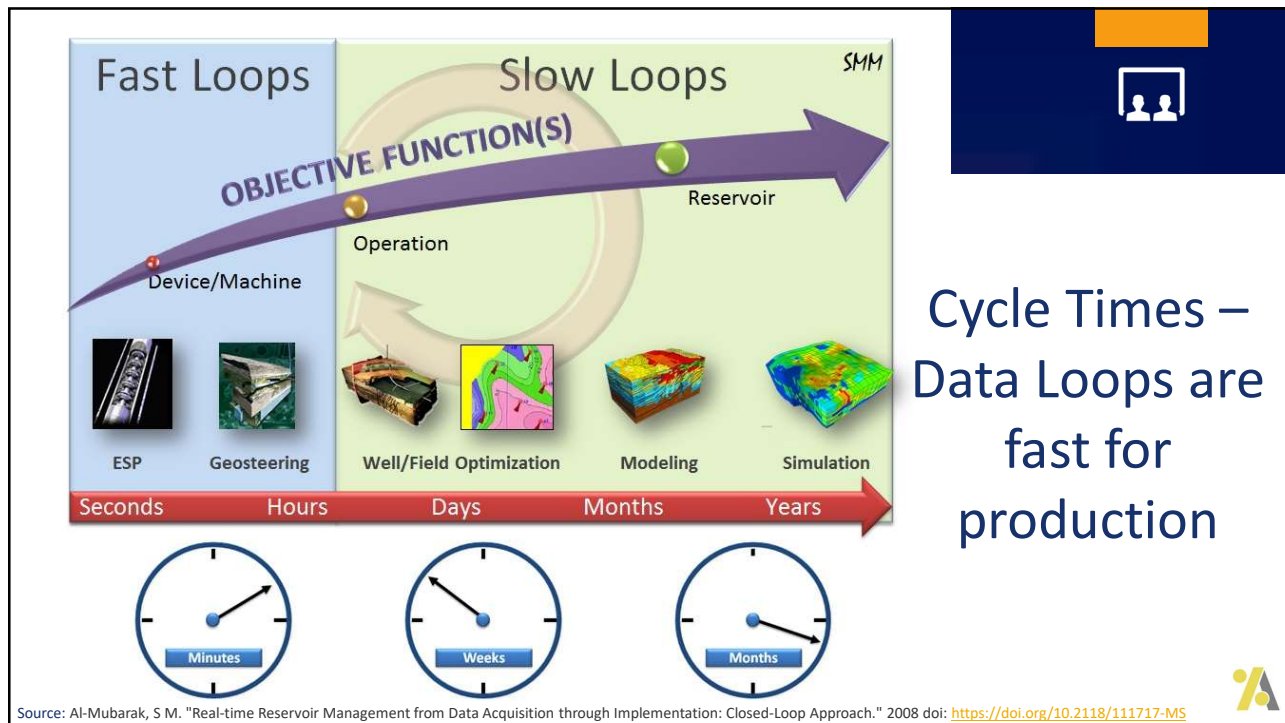 Fast Loops
Slow Loops
SMM
OBJECTIVE FUNCTION(S)
Reservoir
Operation
Device/Machine
ESP
Geosteering
Well/Field Optimization
Modeling
Simulation
Seconds
Hours
Days
Months
Years
Minutes
Weeks
Months
Cycle Times –
Data Loops are
fast for
production
Source: Al-Mubarak, S M. "Real-time Reservoir Management from Data Acquisition through Implementation: Closed-Loop Approach." 2008 doi: https://doi.org/10.2118/111717-MS